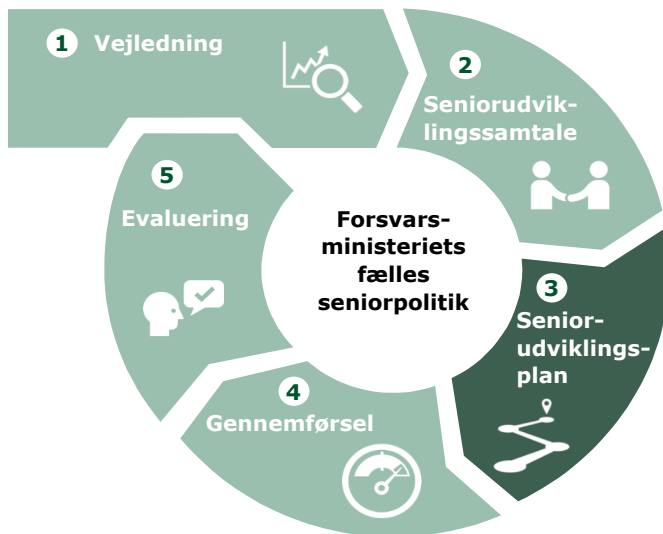 1 Vejledning
2
Seniorudvik-
lingssamtale
3
Senior-
udviklings-
plan
4
Gennemførsel
5
Evaluering
Forsvars-
ministeriets
fælles
seniorpolitik